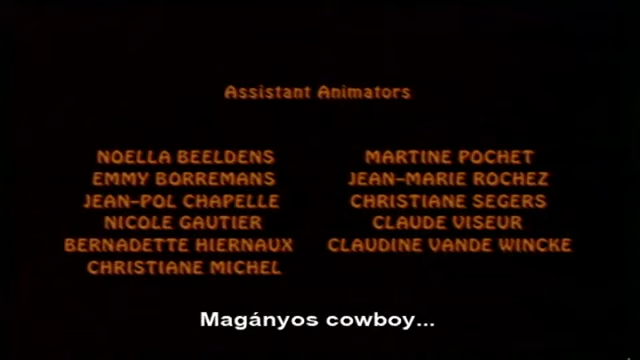 Assistant Animators
NOELLA BEELDENS
EMMY BORREMANS
JEAN-POL CHAPELLE
NICOLE GAUTIER
BERNADETTE HIERNAUX
CHRISTIANE MICHEL
MARTINE POCHET
JEAN-MARIE ROCHEZ
CHRISTIANE SEGERS
CLAUDE VISEUR
CLAUDINE VANDE WINCKE
Magányos cowboy...